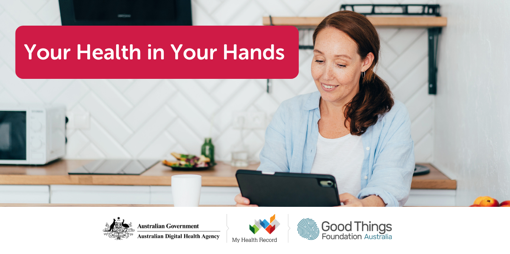 Your Health in Your Hands
Australian Government
Australian Digital Health Agency
My Health Record
Good Things
Foundation Australia